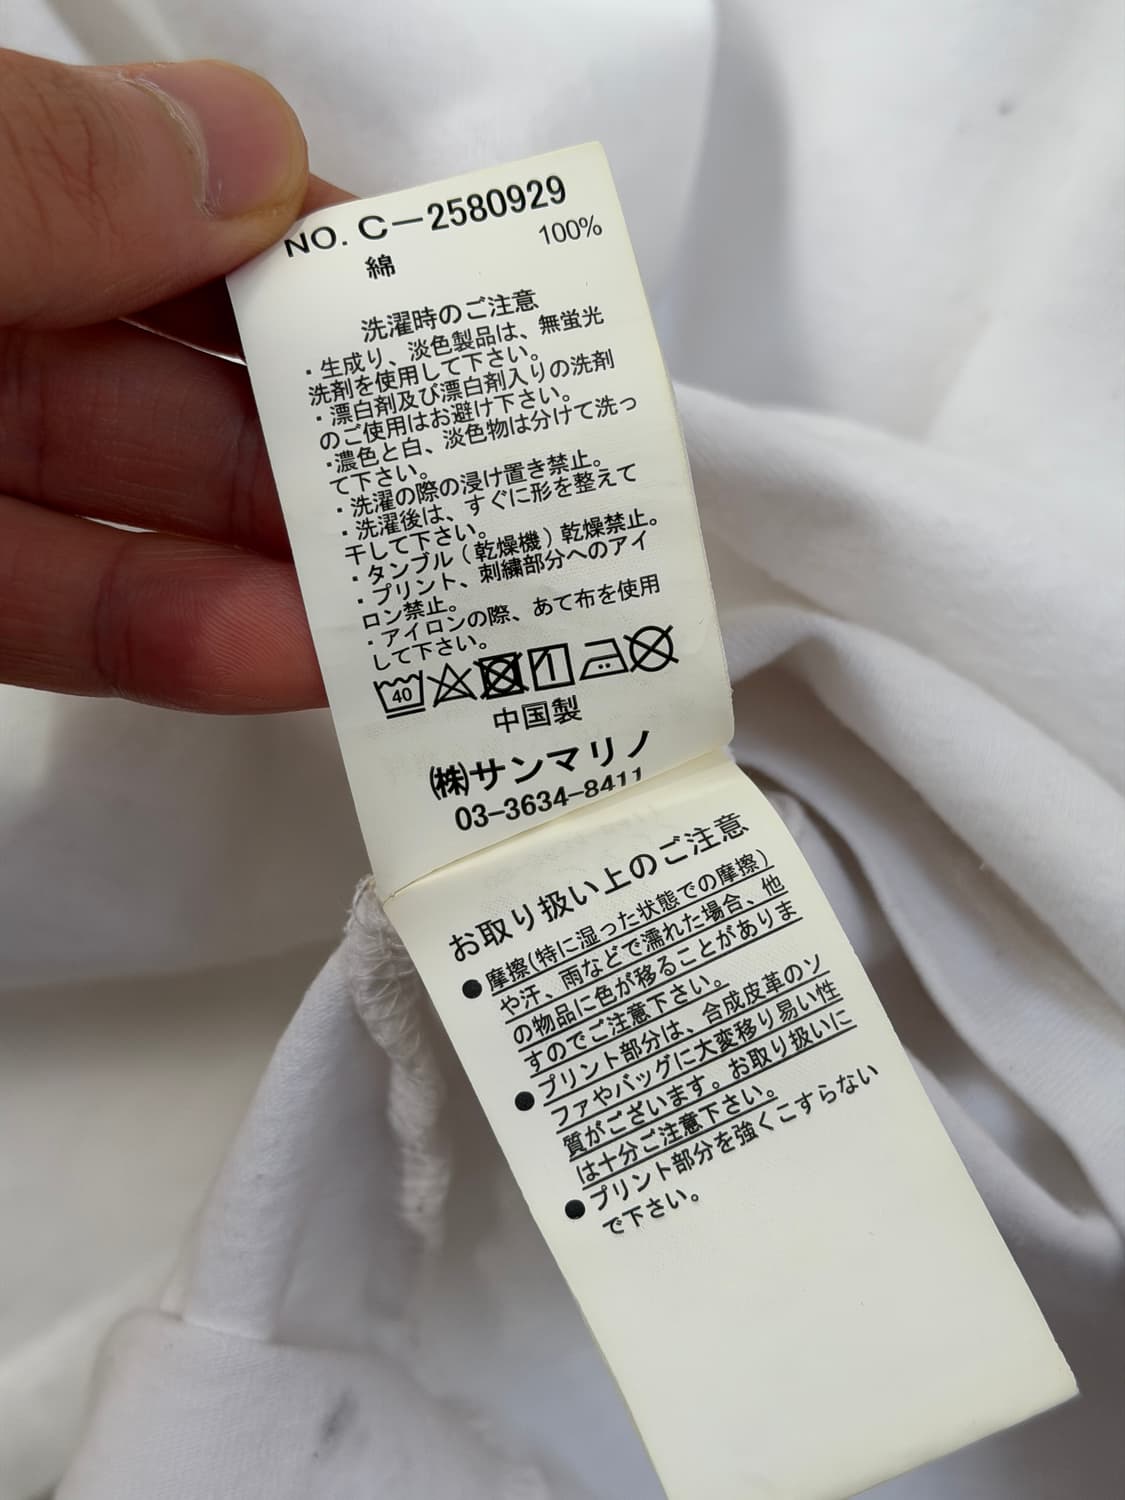 NO. C−2580929
綿 100%
洗濯時のご注意
・生成り、淡色製品は、無蛍光
洗剤を使用して下さい。
・漂白剤及び漂白剤入りの洗剤
のご使用はお避け下さい。
・濃色と白、淡色物は分けて洗っ
て下さい。
・洗濯の際の浸け置き禁止。
・洗濯後は、すぐに形を整えて
干して下さい。
・タンブル(乾燥機)乾燥禁止。
・プリント、刺繍部分へのアイ
ロン禁止。
・アイロンの際、あて布を使用
して下さい。
40
中国製
㈱サンマリノ
03−3634−8411
お取り扱い上のご注意
●摩擦(特に湿った状態での摩擦)
や汗、雨などで濡れた場合、他
の物品に色が移ることがありま
すのでご注意下さい。
●プリント部分は、合成皮革のソ
ファやバッグに大変移り易い性
質がございます。お取り扱いに
は十分ご注意下さい。
●プリント部分を強くこすらない
で下さい。